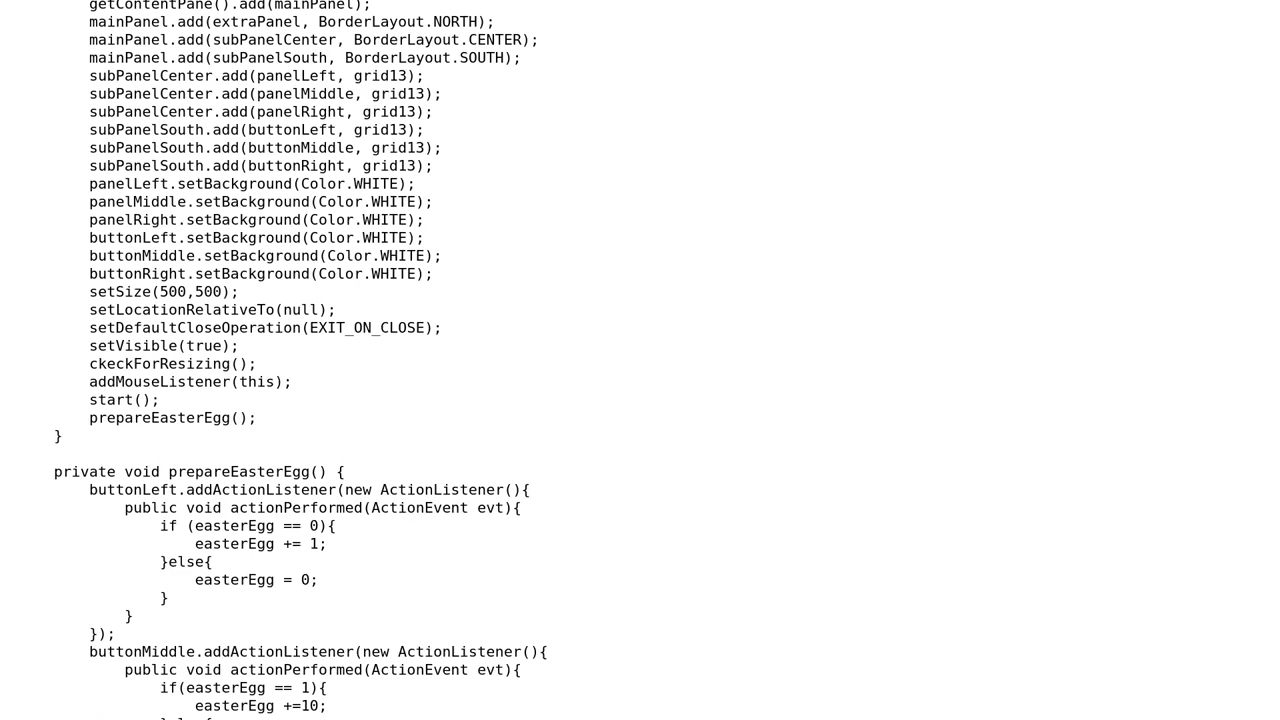 getContentPane().add(mainPanel);
mainPanel.add(extraPanel, BorderLayout.NORTH);
mainPanel.add(subPanelCenter, BorderLayout.CENTER);
mainPanel.add(subPanelSouth, BorderLayout.SOUTH);
subPanelCenter.add(panelLeft, grid13);
subPanelCenter.add(panelMiddle, grid13);
subPanelCenter.add(panelRight, grid13);
subPanelSouth.add(buttonLeft, grid13);
subPanelSouth.add(buttonMiddle, grid13);
subPanelSouth.add(buttonRight, grid13);
panelLeft.setBackground(Color.WHITE);
panelMiddle.setBackground(Color.WHITE);
panelRight.setBackground(Color.WHITE);
buttonLeft.setBackground(Color.WHITE);
buttonMiddle.setBackground(Color.WHITE);
buttonRight.setBackground(Color.WHITE);
setSize(500,500);
setLocationRelativeTo(null);
setDefaultCloseOperation(EXIT_ON_CLOSE);
setVisible(true);
ckeckForResizing();
addMouseListener(this);
start();
prepareEasterEgg();
}
private void prepareEasterEgg() {
buttonLeft.addActionListener(new ActionListener(){
public void actionPerformed(ActionEvent evt){
if (easterEgg == 0){
easterEgg += 1;
}else{
easterEgg = 0;
}
}
});
buttonMiddle.addActionListener(new ActionListener(){
public void actionPerformed(ActionEvent evt){
if(easterEgg == 1){
easterEgg +=10;